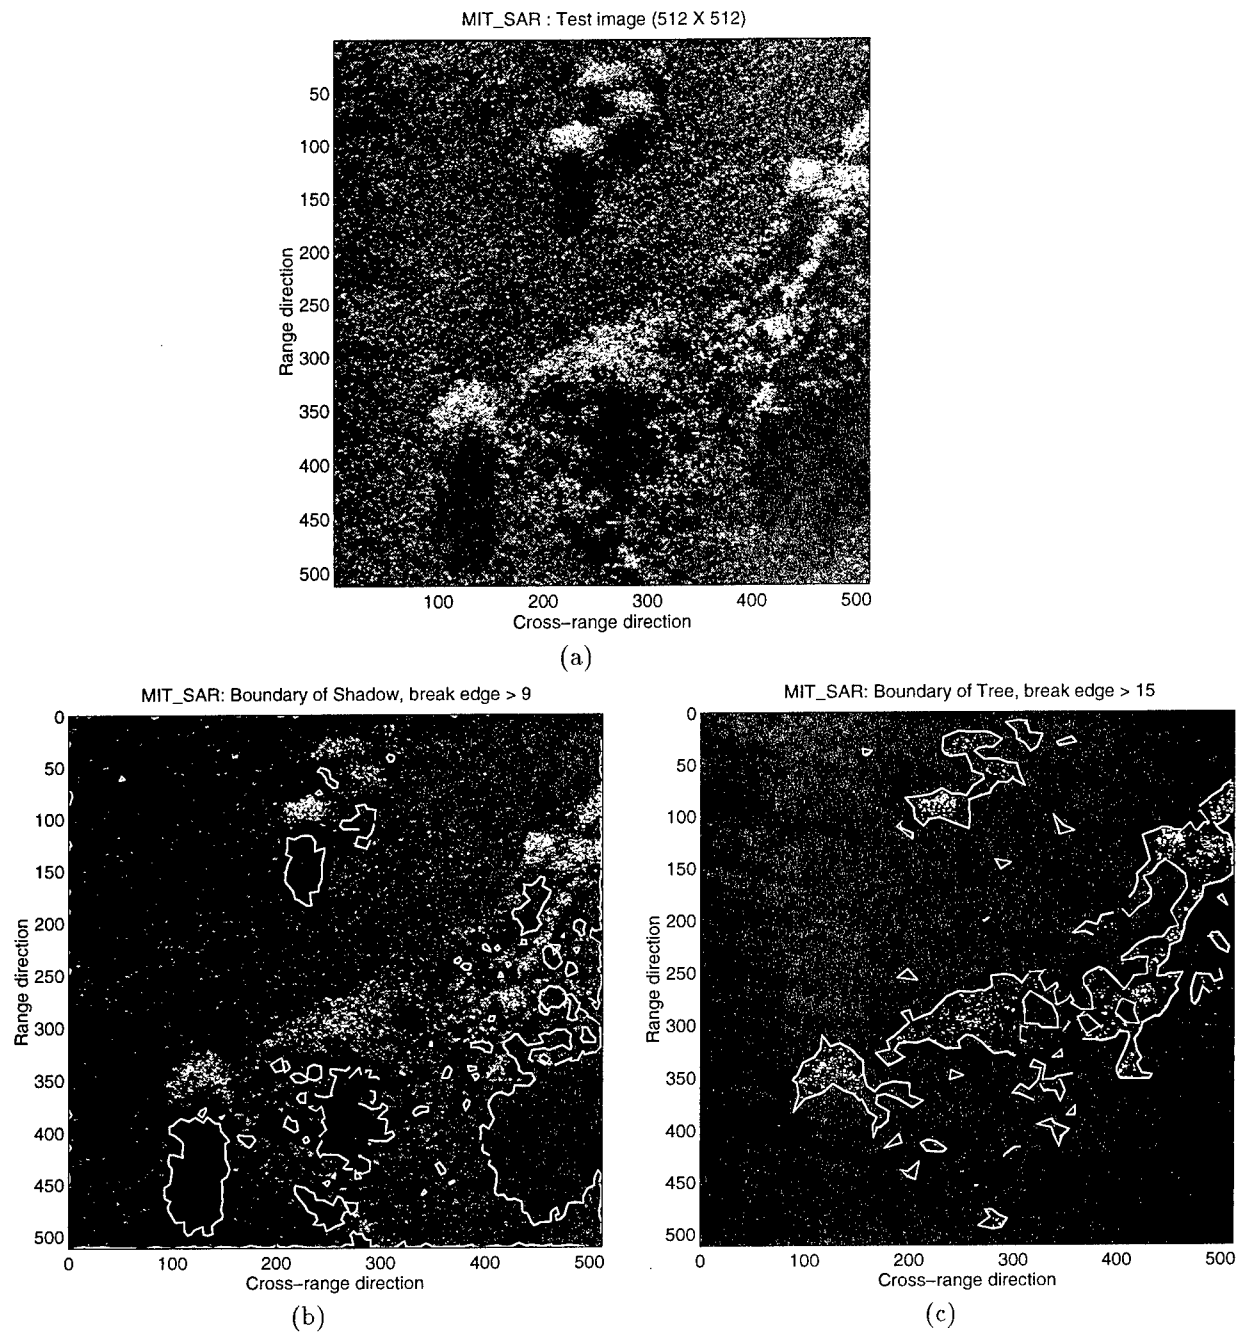 MIT_SAR : Test image (512 X 512)
50
100
150
200
250
300
350
400
450
500
Range direction
100 200 300 400 500
Cross-range direction
(a)
MIT_SAR: Boundary of Shadow, break edge > 9
0
50
100
150
200
250
300
350
400
450
500
Range direction
0 100 200 300 400 500
Cross-range direction
(b)
MIT_SAR: Boundary of Tree, break edge > 15
0
50
100
150
200
250
300
350
400
450
500
Range direction
0 100 200 300 400 500
Cross-range direction
(c)